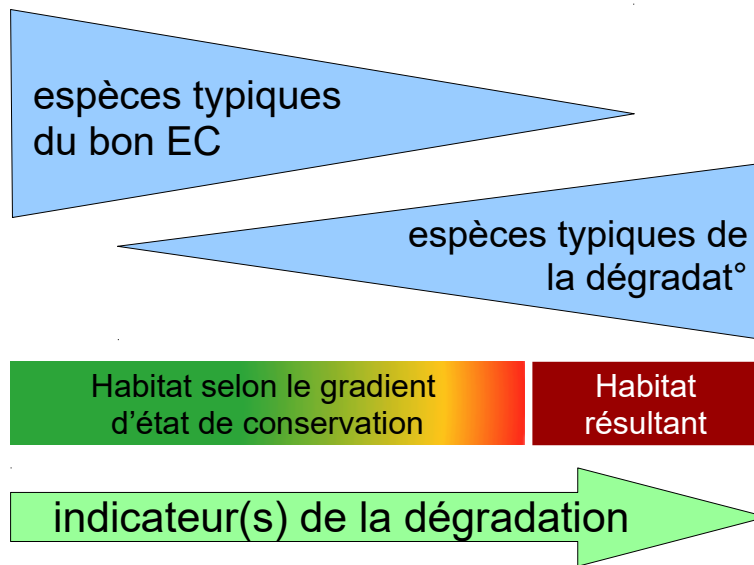 espèces typiques
du bon EC
espèces typiques de
la dégradat°
Habitat selon le gradient
d’état de conservation
Habitat
résultant
indicateur(s) de la dégradation